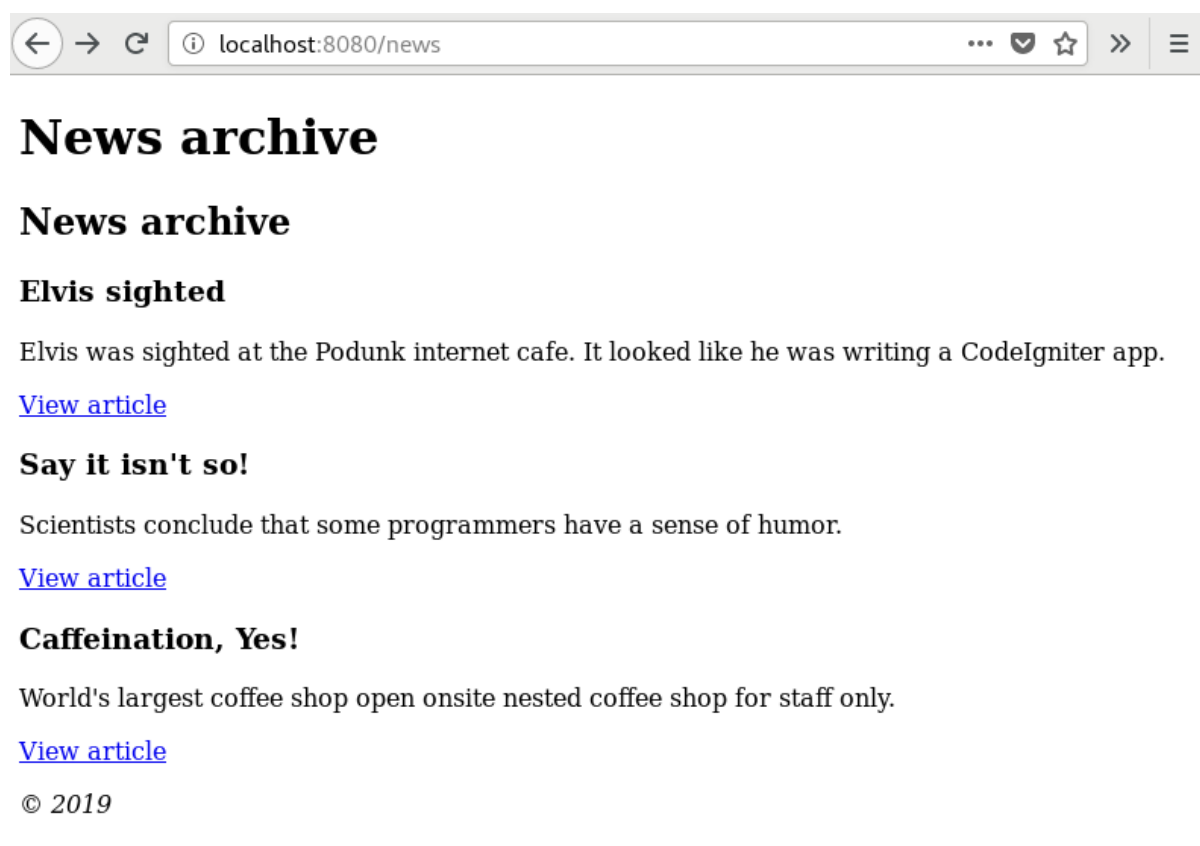 localhost:8080/news
News archive
News archive
Elvis sighted
Elvis was sighted at the Podunk internet cafe. It looked like he was writing a CodeIgniter app.
View article
Say it isn't so!
Scientists conclude that some programmers have a sense of humor.
View article
Caffeination, Yes!
World's largest coffee shop open onsite nested coffee shop for staff only.
View article
© 2019